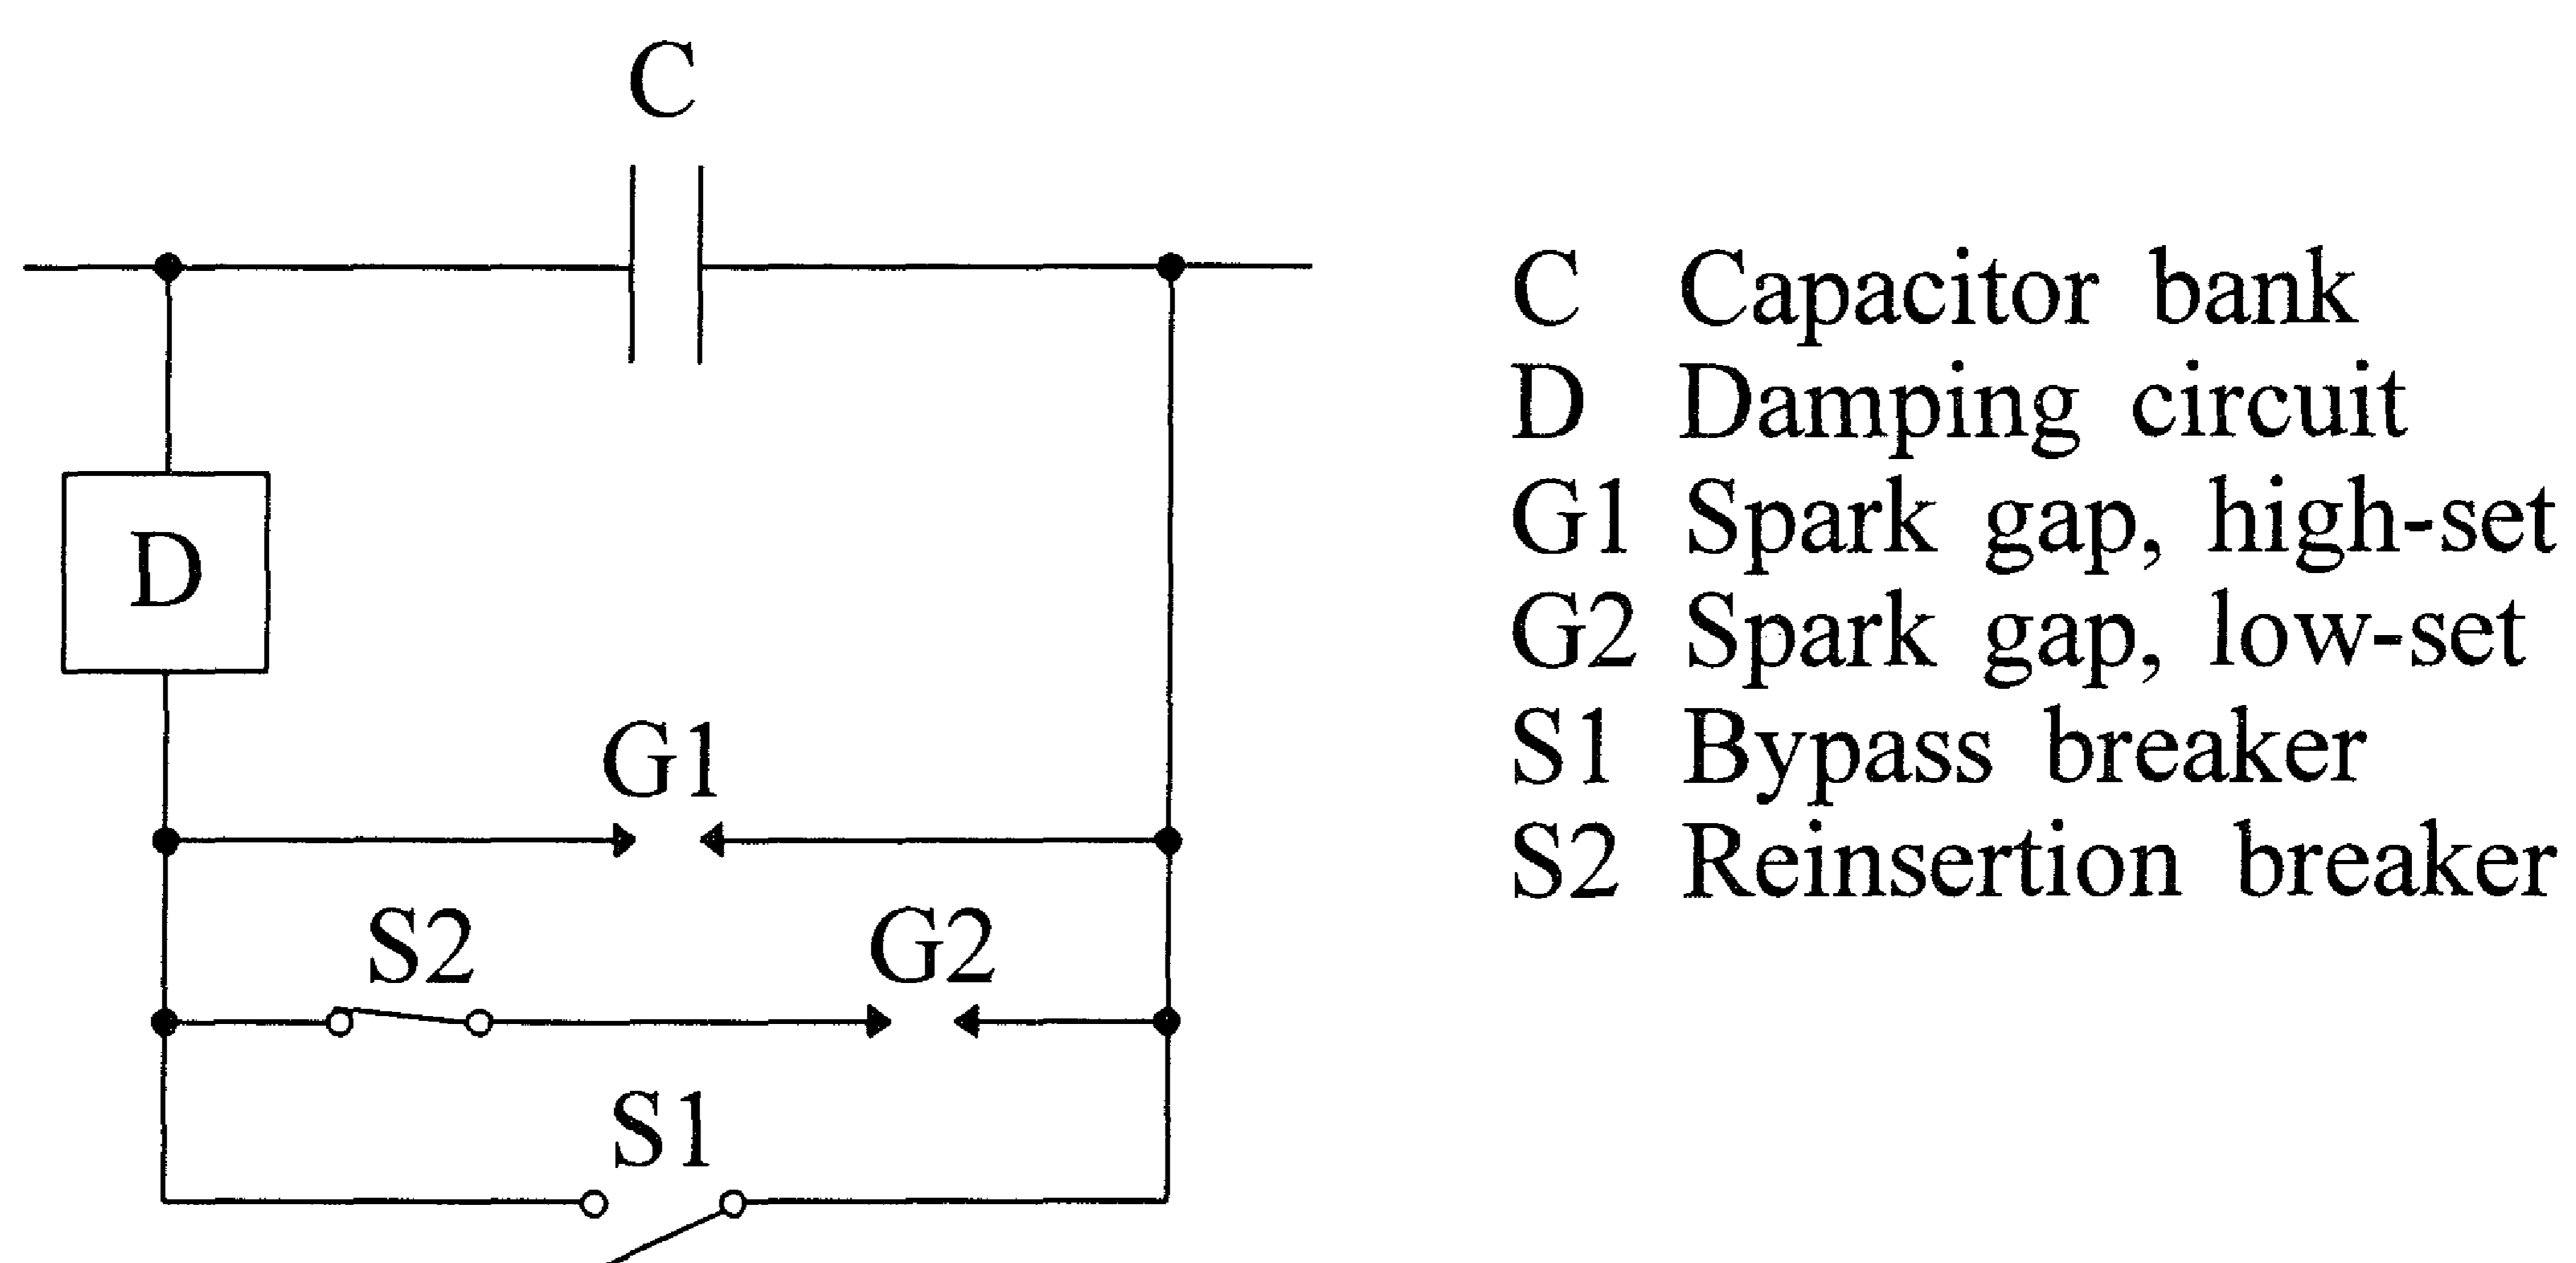 C
D
G1
S2
G2
S1
C Capacitor bank
D Damping circuit
G1 Spark gap, high-set
G2 Spark gap, low-set
S1 Bypass breaker
S2 Reinsertion breaker